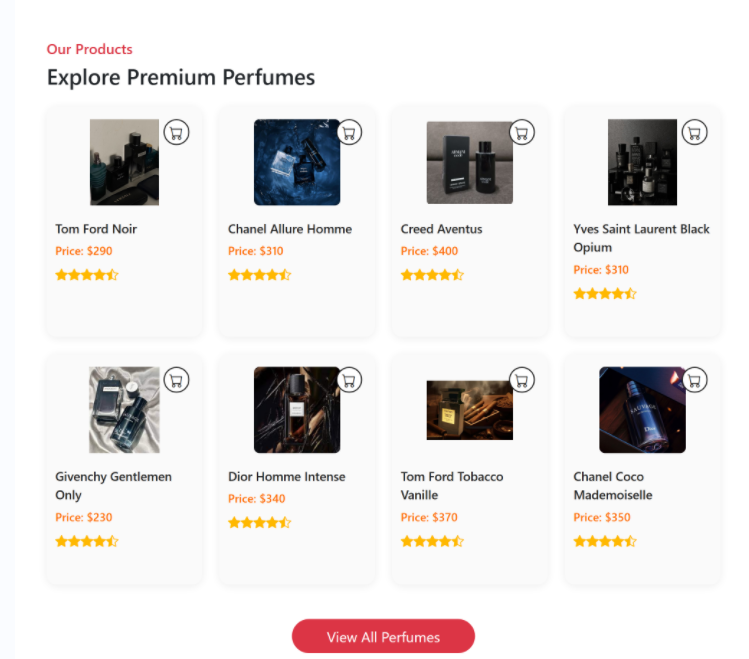 Our Products
Explore Premium Perfumes
Tom Ford Noir
Price: $290
Chanel Allure Homme
Price: $310
Creed Aventus
Price: $400
Yves Saint Laurent Black
Opium
Price: $310
Givenchy Gentlemen
Only
Price: $230
Dior Homme Intense
Price: $340
Tom Ford Tobacco
Vanille
Price: $370
SAUVAGE
Dior
Chanel Coco
Mademoiselle
Price: $350
View All Perfumes